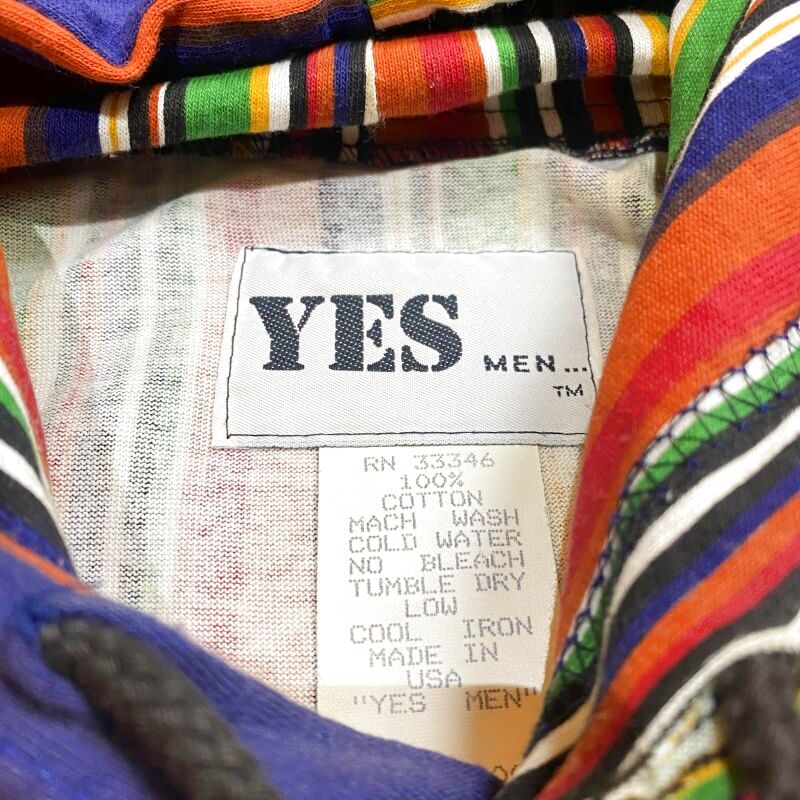 YES MEN...
TM
RN 33346
100%
COTTON
MACH WASH
COLD WATER
NO BLEACH
TUMBLE DRY
LOW
COOL IRON
MADE IN
USA
"YES MEN"